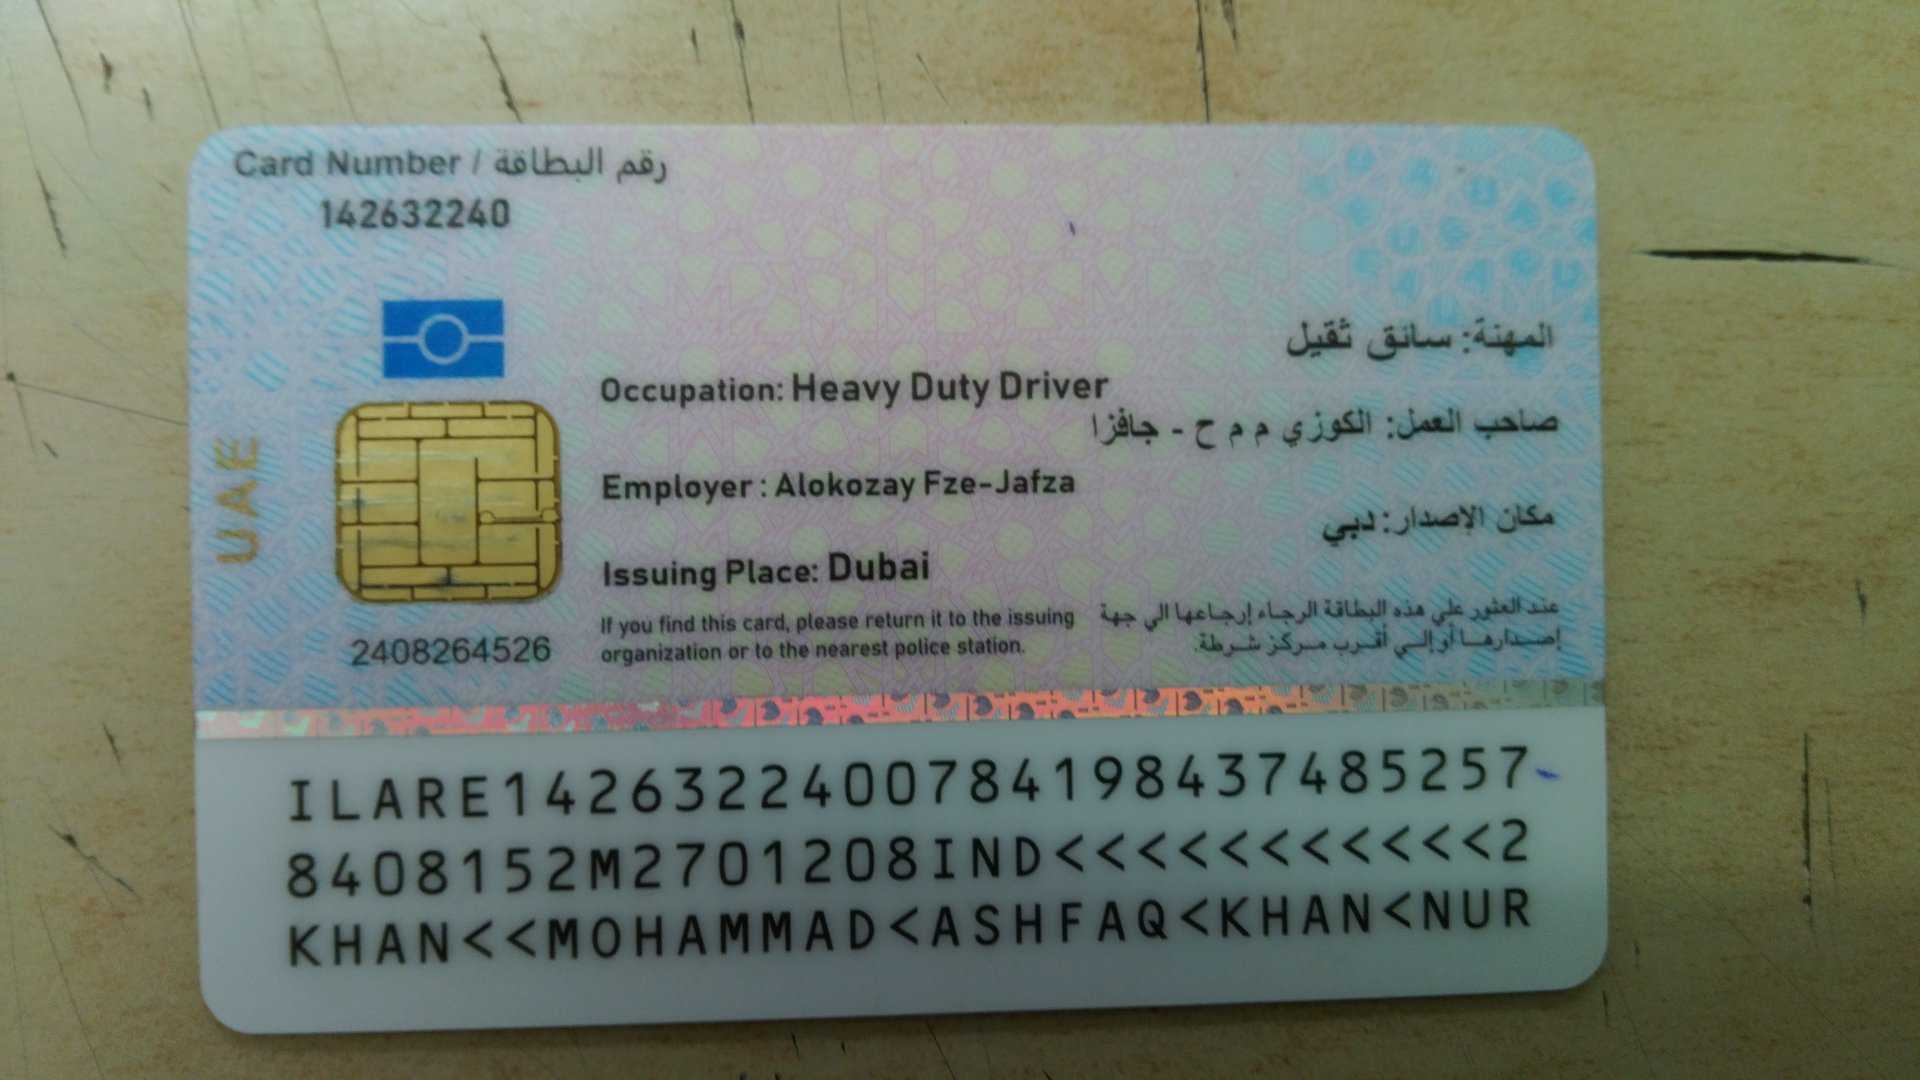 Card Number / رقم البطاقة
142632240
المهنة: سائق ثقيل
Occupation: Heavy Duty Driver
صاحب العمل: الكوزي م م ح - جافزا
Employer : Alokozay Fze-Jafza
مكان الإصدار: دبي
Issuing Place: Dubai
If you find this card, please return it to the issuing
organization or to the nearest police station.
عند العثور علي هذه البطاقة الرجاء إرجاعها الي جهة
إصدارها أو إلي أقرب مركز شرطة.
UAE
2408264526
ILARE1426322400784198437485257
8408152M2701208IND<<<<<<<<<<<2
KHAN<<MOHAMMAD<ASHFAQ<KHAN<NUR